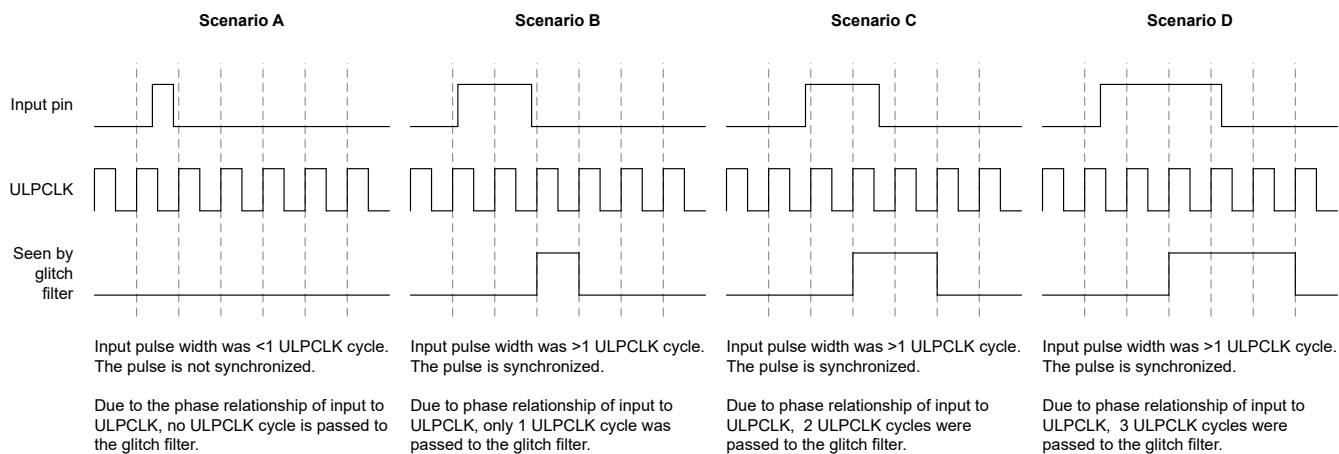 Scenario A
Scenario B
Scenario C
Scenario D
Input pin
ULPCLK
Seen by
glitch
filter
Input pulse width was <1 ULPCLK cycle.
The pulse is not synchronized.
Due to the phase relationship of input to
ULPCLK, no ULPCLK cycle is passed to
the glitch filter.
Input pulse width was >1 ULPCLK cycle.
The pulse is synchronized.
Due to phase relationship of input to
ULPCLK, only 1 ULPCLK cycle was
passed to the glitch filter.
Input pulse width was >1 ULPCLK cycle.
The pulse is synchronized.
Due to phase relationship of input to
ULPCLK,  2 ULPCLK cycles were
passed to the glitch filter.
Input pulse width was >1 ULPCLK cycle.
The pulse is synchronized.
Due to phase relationship of input to
ULPCLK,  3 ULPCLK cycles were
passed to the glitch filter.